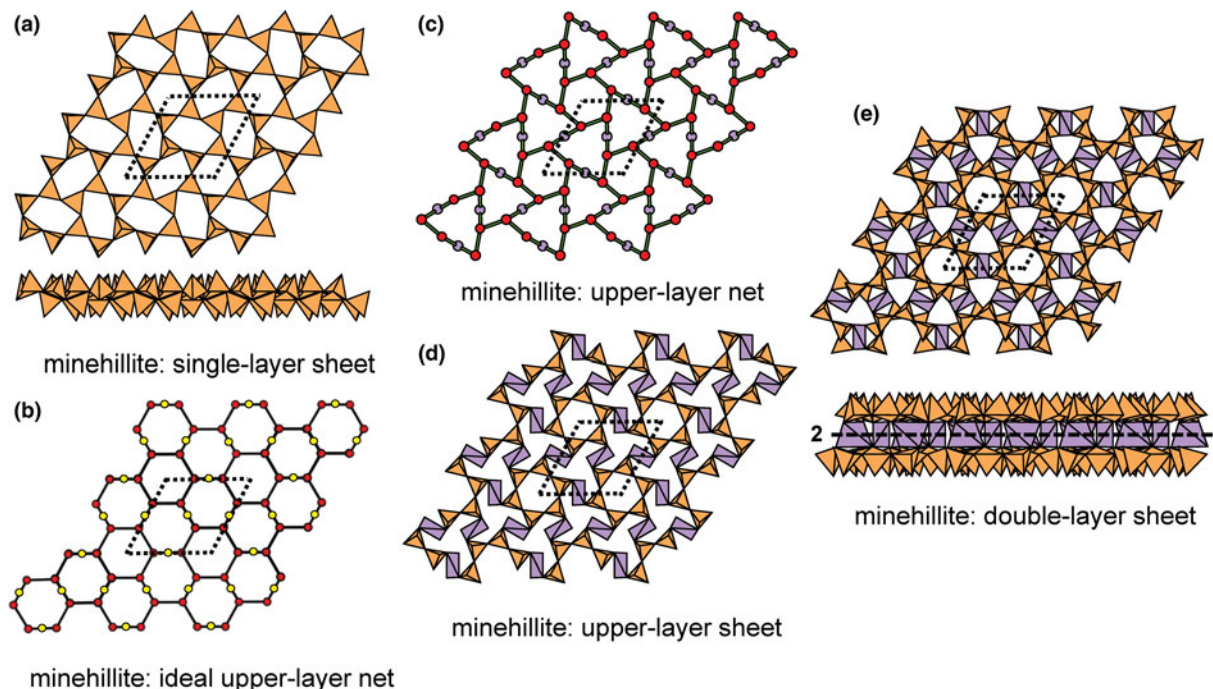 (a)
minehillite: single-layer sheet
(b)
minehillite: ideal upper-layer net
(c)
minehillite: upper-layer net
(d)
minehillite: upper-layer sheet
(e)
2
minehillite: double-layer sheet